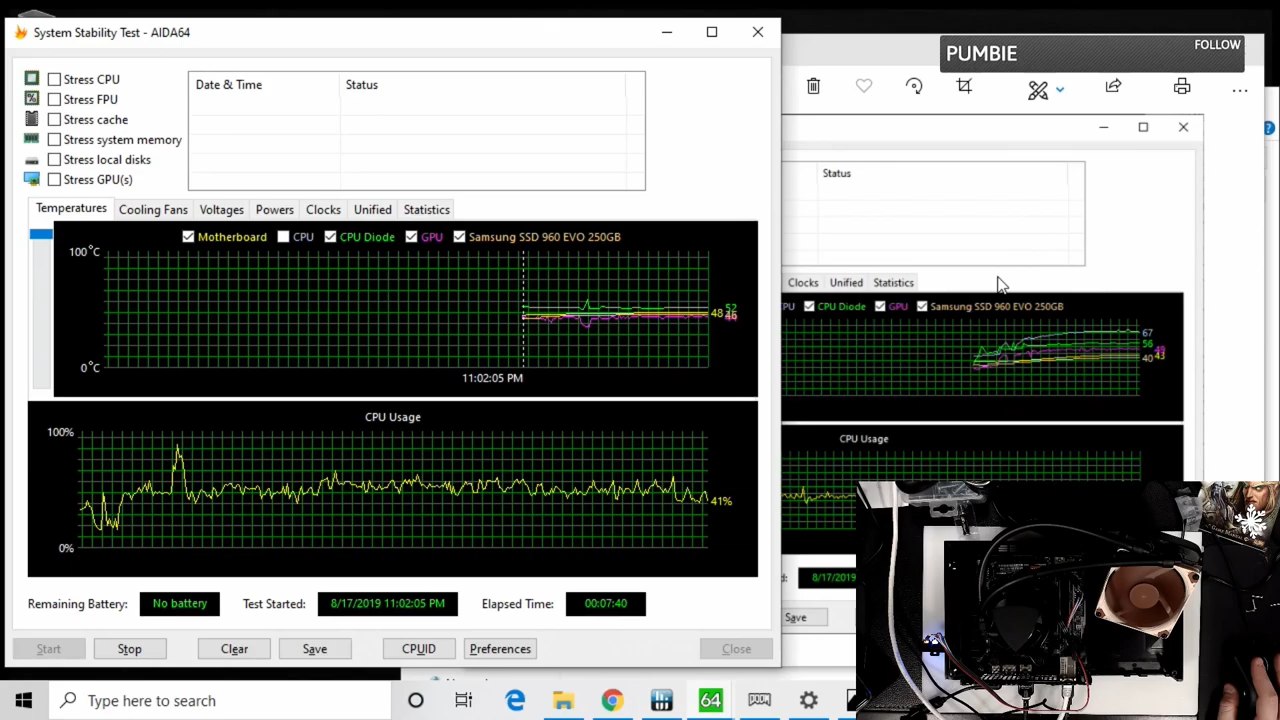 System Stability Test - AIDA64
PUMBIE
FOLLOW
Stress CPU
Stress FPU
Stress cache
Stress system memory
Stress local disks
Stress GPU(s)
Date & Time
Status
Status
Temperatures
Cooling Fans
Voltages
Powers
Clocks
Unified
Statistics
Clocks
Unified
Statistics
Motherboard
CPU
CPU Diode
GPU
Samsung SSD 960 EVO 250GB
100°C
52
48
0°C
11:02:05 PM
PU
CPU Diode
GPU
Samsung SSD 960 EVO 250GB
67
56
40
43
CPU Usage
100%
41%
0%
CPU Usage
Remaining Battery:
No battery
Test Started:
8/17/2019 11:02:05 PM
Elapsed Time:
00:07:40
8/17/2019
Start
Stop
Clear
Save
CPUID
Preferences
Close
Save
Type here to search
64